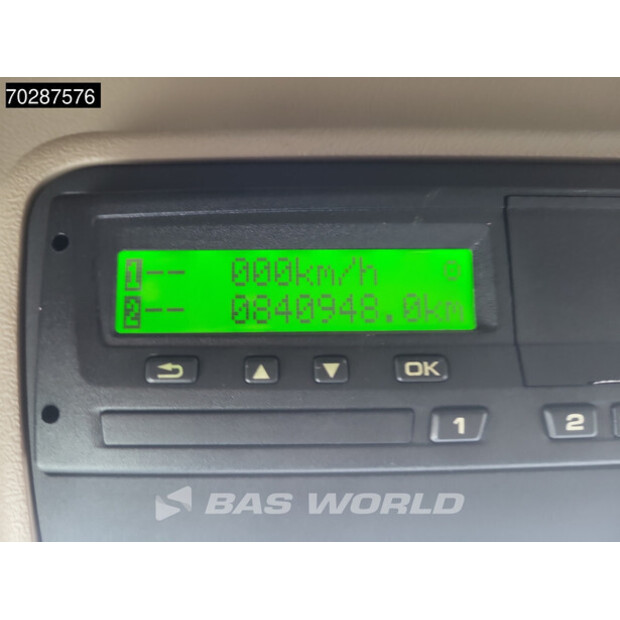 70287576
1 -- 000km/h
2 -- 0840948.0km
OK
1 2
BAS WORLD